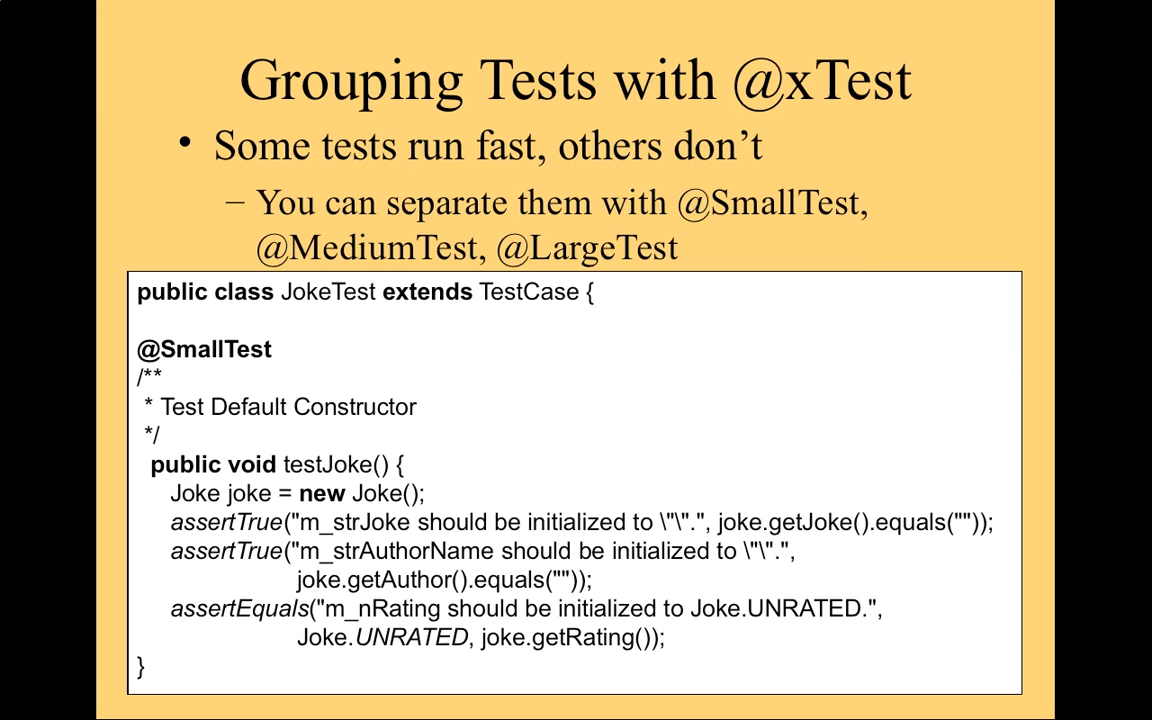 Grouping Tests with @xTest
• Some tests run fast, others don’t
– You can separate them with @SmallTest,
@MediumTest, @LargeTest
public class JokeTest extends TestCase {
@SmallTest
/**
* Test Default Constructor
*/
public void testJoke() {
Joke joke = new Joke();
assertTrue("m_strJoke should be initialized to \"\".", joke.getJoke().equals(""));
assertTrue("m_strAuthorName should be initialized to \"\".",
joke.getAuthor().equals(""));
assertEquals("m_nRating should be initialized to Joke.UNRATED.",
Joke.UNRATED, joke.getRating());
}